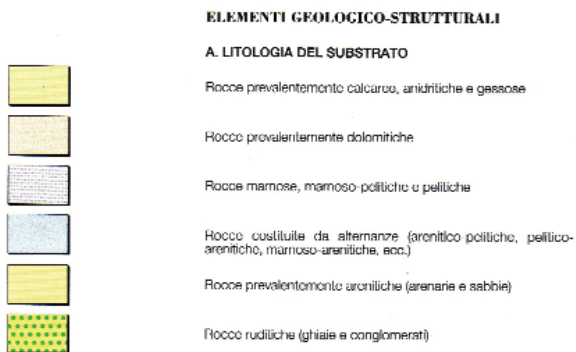 ELEMENTI GEOLOGICO-STRUTTURALI
A. LITOLOGIA DEL SUBSTRATO
Rocce prevalentemente calcaree, anidritiche e gessose
Rocce prevalentemente dolomitiche
Rocce marnose, marnoso-pelitiche e pelitiche
Rocce costituite da alternanze (arenitico-pelitiche, pelitico-
arenitiche, marnoso-arenitiche, ecc.)
Rocce prevalentemente arenitiche (arenarie e sabbie)
Rocce ruditiche (ghiaie e conglomerati)